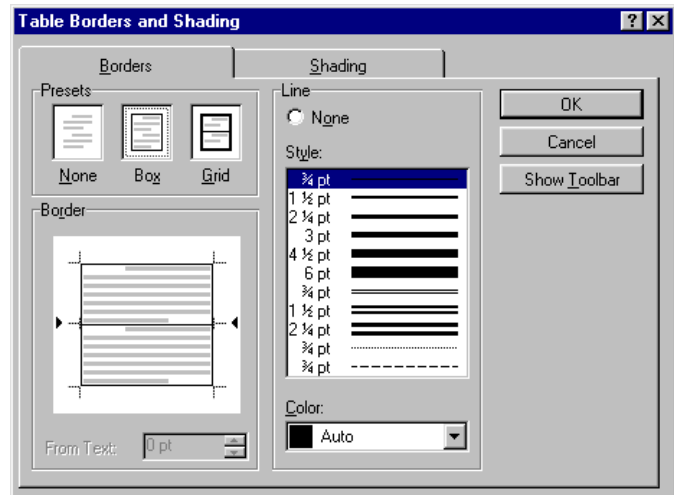 Table Borders and Shading
Borders
Shading
Presets
None
Box
Grid
Border
From Text:
0 pt
Line
None
Style:
¾ pt
1 ½ pt
2 ¼ pt
3 pt
4 ½ pt
6 pt
¾ pt
1 ½ pt
2 ¼ pt
¾ pt
¾ pt
Color:
Auto
OK
Cancel
Show Toolbar